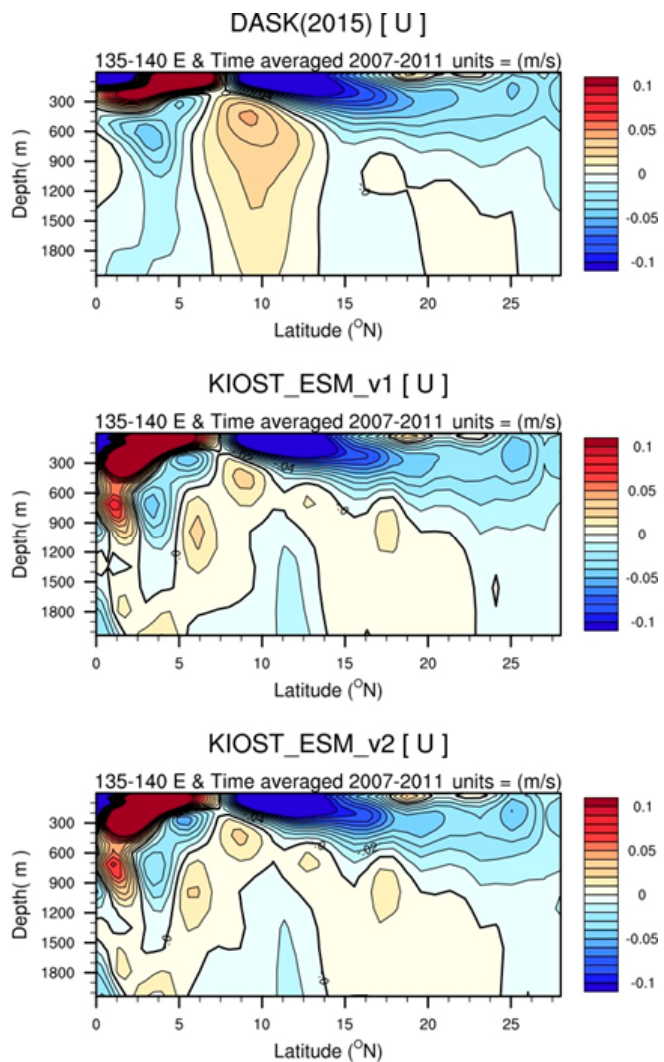 DASK(2015) [ U ]
135-140 E & Time averaged 2007-2011 units = (m/s)
Depth( m )
300
600
900
1200
1500
1800
0 5 10 15 20 25
Latitude (°N)
0.1
0.05
0
-0.05
-0.1
KIOST_ESM_v1 [ U ]
135-140 E & Time averaged 2007-2011 units = (m/s)
-.02
-.04
Depth( m )
300
600
900
1200
1500
1800
0 5 10 15 20 25
Latitude (°N)
0.1
0.05
0
-0.05
-0.1
KIOST_ESM_v2 [ U ]
135-140 E & Time averaged 2007-2011 units = (m/s)
-.04
-.02
Depth( m )
300
600
900
1200
1500
1800
0 5 10 15 20 25
Latitude (°N)
0.1
0.05
0
-0.05
-0.1